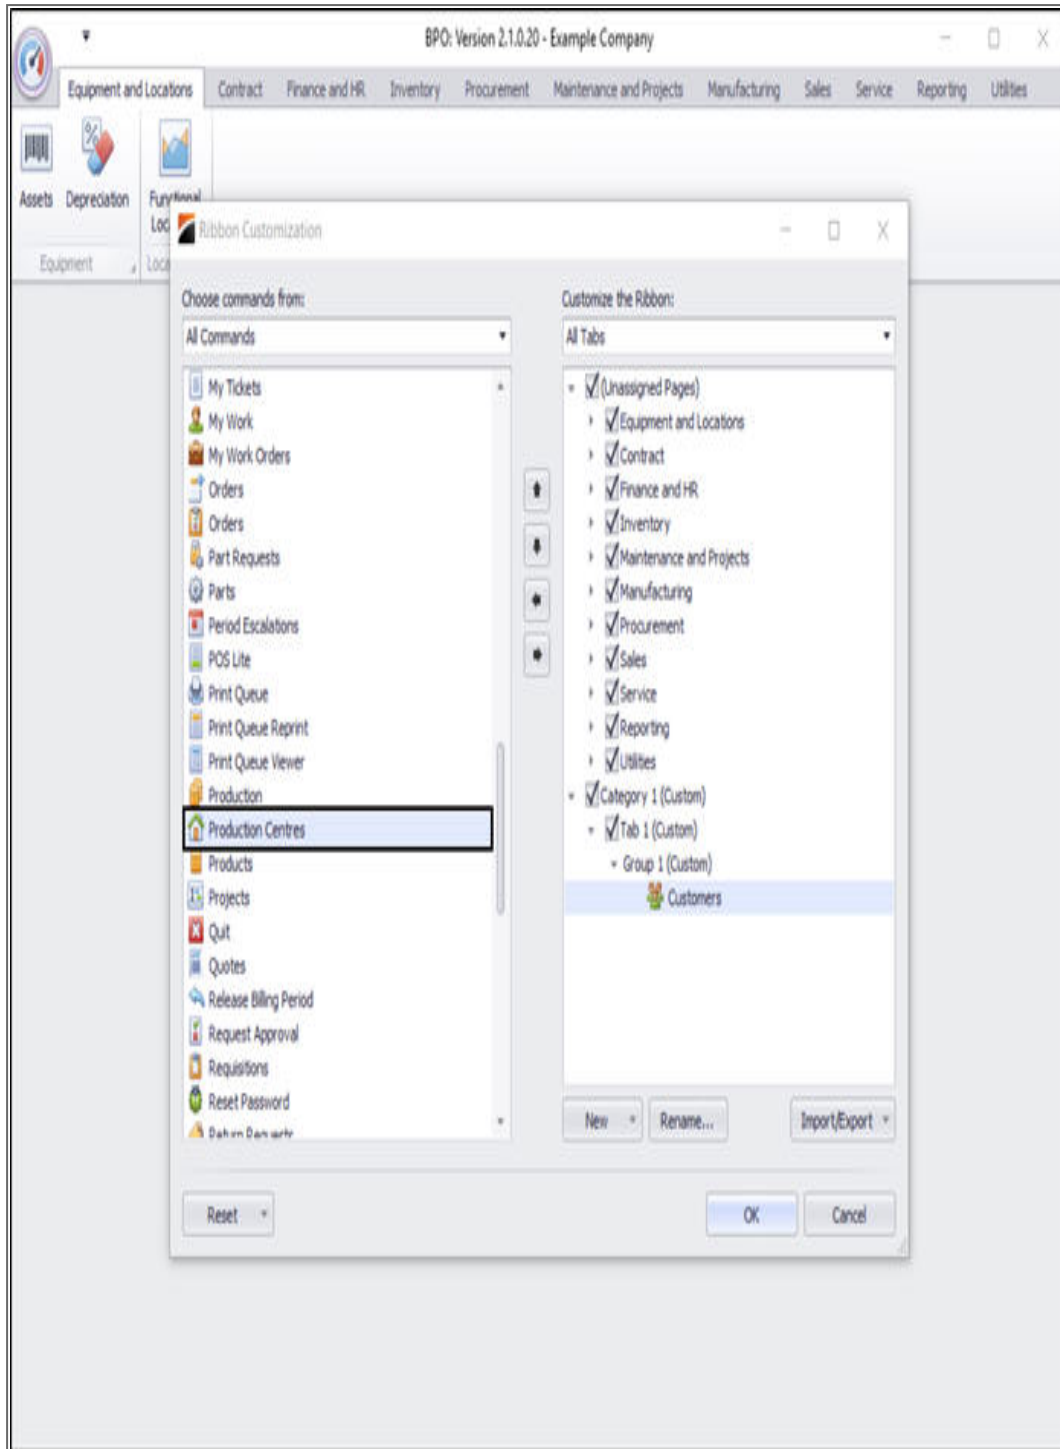 BPO: Version 2.1.0.20 - Example Company
Equipment and Locations Contract Finance and HR Inventory Procurement Maintenance and Projects Manufacturing Sales Service Reporting Utilities
Assets Depreciation Functional
Equipment
Ribbon Customization
Choose commands from:
All Commands
My Tickets
My Work
My Work Orders
Orders
Orders
Part Requests
Parts
Period Escalations
POS Lite
Print Queue
Print Queue Reprint
Print Queue Viewer
Production
Production Centres
Products
Projects
Quit
Quotes
Release Billing Period
Request Approval
Requisitions
Reset Password
Return Requests
Customize the Ribbon:
All Tabs
(Unassigned Pages)
Equipment and Locations
Contract
Finance and HR
Inventory
Maintenance and Projects
Manufacturing
Procurement
Sales
Service
Reporting
Utilities
Category 1 (Custom)
Tab 1 (Custom)
Group 1 (Custom)
Customers
New Rename... Import/Export
Reset OK Cancel